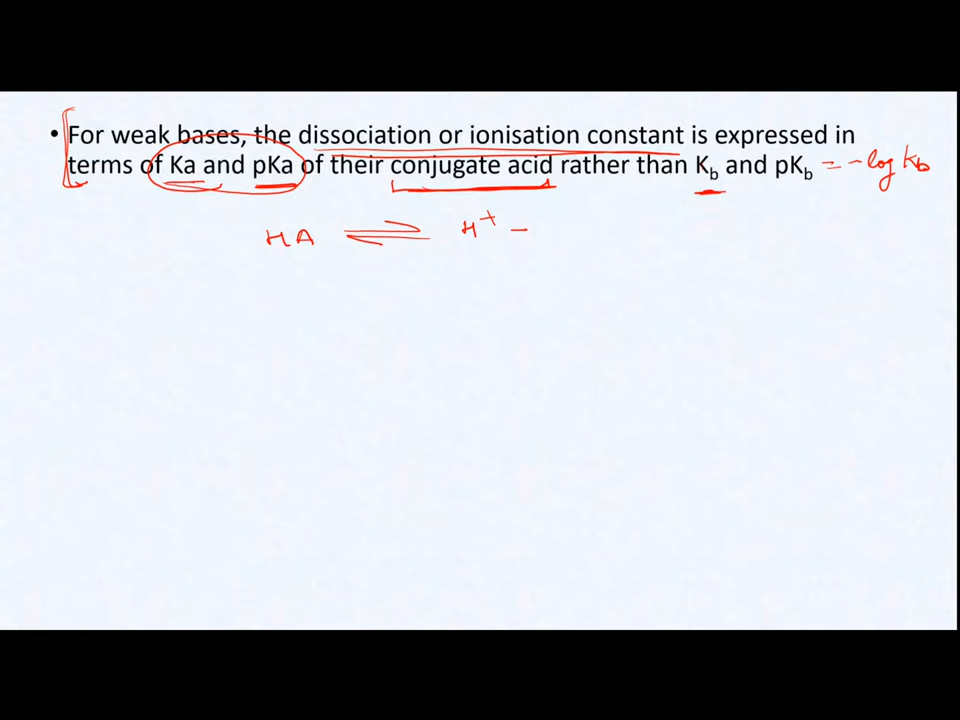 • For weak bases, the dissociation or ionisation constant is expressed in
terms of Ka and pKa of their conjugate acid rather than Kb and pKb = -log Kb
HA ⇌ H+ -